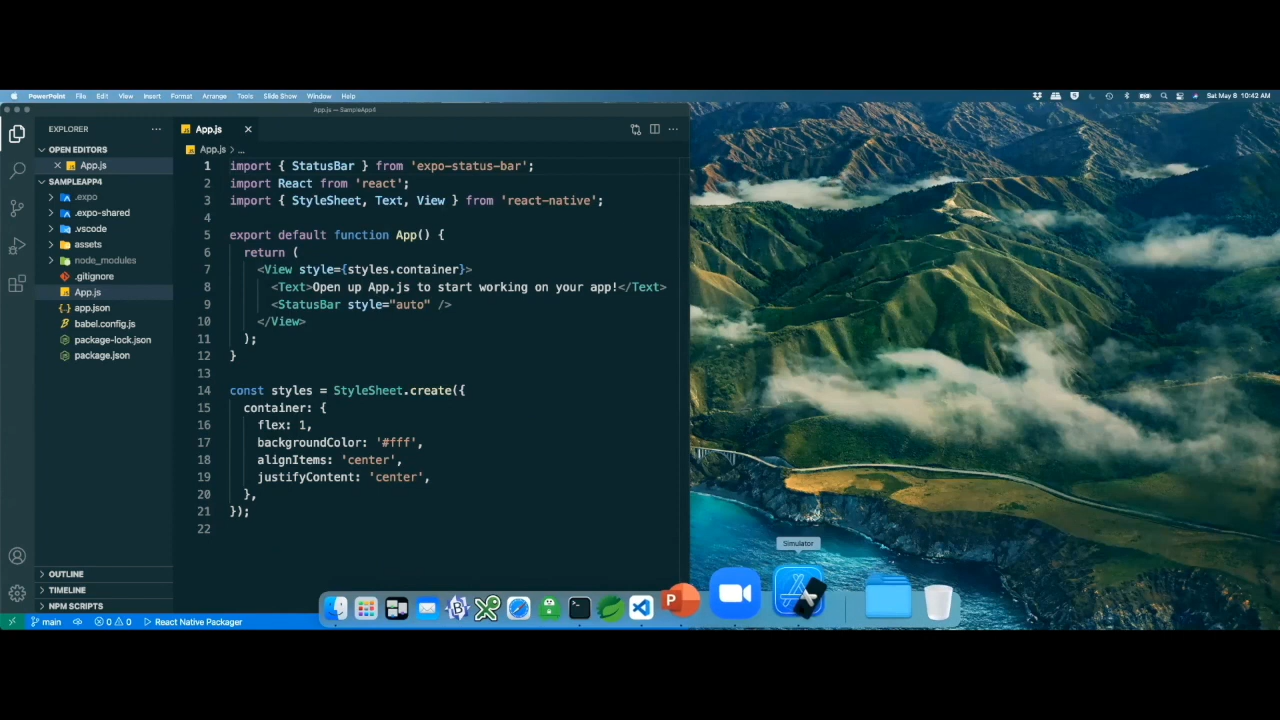 PowerPoint File Edit View Insert Format Arrange Tools Slide Show Window Help
Sat May 8 10:42 AM
App.js — SampleApp4
EXPLORER
OPEN EDITORS
App.js
SAMPLEAPP4
.expo
.expo-shared
.vscode
assets
node_modules
.gitignore
App.js
app.json
babel.config.js
package-lock.json
package.json
OUTLINE
TIMELINE
NPM SCRIPTS
App.js
App.js > ...
1 import { StatusBar } from 'expo-status-bar';
2 import React from 'react';
3 import { StyleSheet, Text, View } from 'react-native';
4
5 export default function App() {
6 return (
7 <View style={styles.container}>
8 <Text>Open up App.js to start working on your app!</Text>
9 <StatusBar style="auto" />
10 </View>
11 );
12 }
13
14 const styles = StyleSheet.create({
15 container: {
16 flex: 1,
17 backgroundColor: '#fff',
18 alignItems: 'center',
19 justifyContent: 'center',
20 },
21 });
22
Simulator
main 0 0 React Native Packager